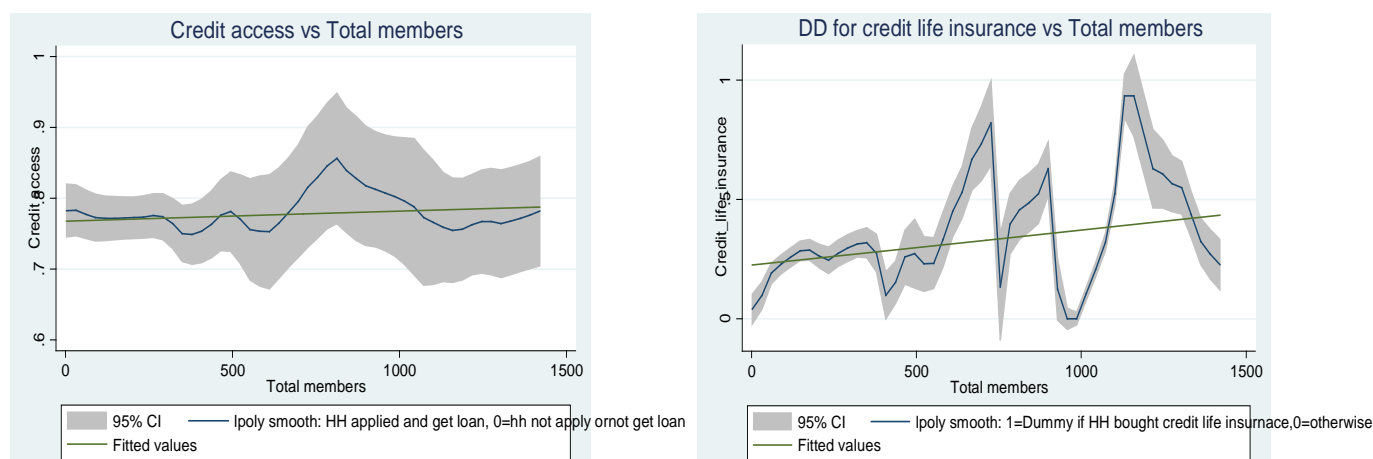 Credit access vs Total members
1
.9
.8
.7
.6
Credit access
0
500
1000
1500
Total members
95% CI
lpoly smooth: HH applied and get loan, 0=hh not apply ornot get loan
Fitted values
DD for credit life insurance vs Total members
1
.5
0
Credit_lifeinsurance
0
500
1000
1500
Total members
95% CI
lpoly smooth: 1=Dummy if HH bought credit life insurnace,0=otherwise
Fitted values